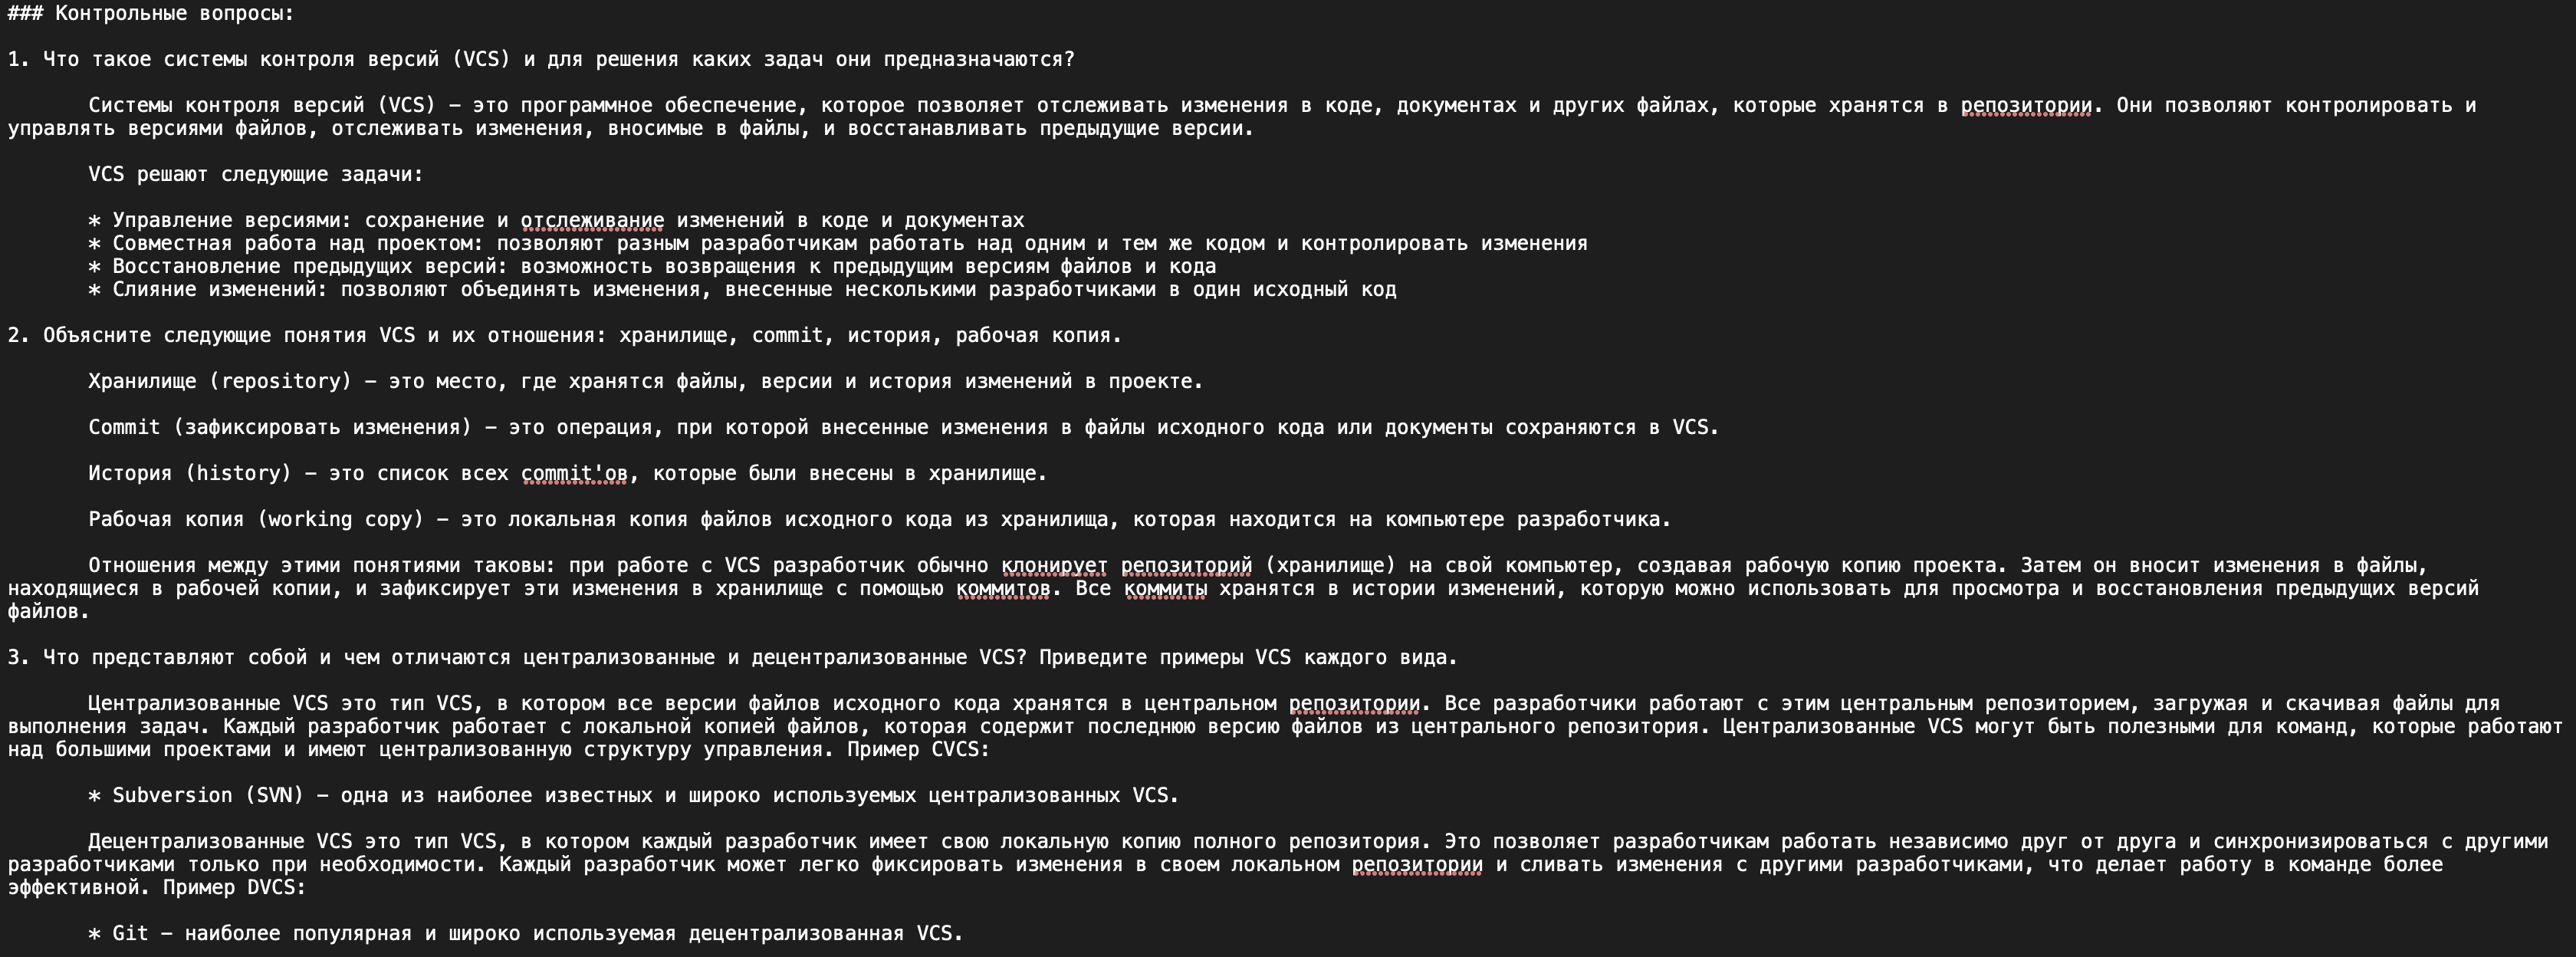 ### Контрольные вопросы:
1. Что такое системы контроля версий (VCS) и для решения каких задач они предназначаются?
Системы контроля версий (VCS) – это программное обеспечение, которое позволяет отслеживать изменения в коде, документах и других файлах, которые хранятся в репозитории. Они позволяют контролировать и
управлять версиями файлов, отслеживать изменения, вносимые в файлы, и восстанавливать предыдущие версии.
VCS решают следующие задачи:
* Управление версиями: сохранение и отслеживание изменений в коде и документах
* Совместная работа над проектом: позволяют разным разработчикам работать над одним и тем же кодом и контролировать изменения
* Восстановление предыдущих версий: возможность возвращения к предыдущим версиям файлов и кода
* Слияние изменений: позволяют объединять изменения, внесенные несколькими разработчиками в один исходный код
2. Объясните следующие понятия VCS и их отношения: хранилище, commit, история, рабочая копия.
Хранилище (repository) – это место, где хранятся файлы, версии и история изменений в проекте.
Commit (зафиксировать изменения) – это операция, при которой внесенные изменения в файлы исходного кода или документы сохраняются в VCS.
История (history) – это список всех commit'ов, которые были внесены в хранилище.
Рабочая копия (working copy) – это локальная копия файлов исходного кода из хранилища, которая находится на компьютере разработчика.
Отношения между этими понятиями таковы: при работе с VCS разработчик обычно клонирует репозиторий (хранилище) на свой компьютер, создавая рабочую копию проекта. Затем он вносит изменения в файлы,
находящиеся в рабочей копии, и зафиксирует эти изменения в хранилище с помощью коммитов. Все коммиты хранятся в истории изменений, которую можно использовать для просмотра и восстановления предыдущих версий
файлов.
3. Что представляют собой и чем отличаются централизованные и децентрализованные VCS? Приведите примеры VCS каждого вида.
Централизованные VCS это тип VCS, в котором все версии файлов исходного кода хранятся в центральном репозитории. Все разработчики работают с этим центральным репозиторием, загружая и скачивая файлы для
выполнения задач. Каждый разработчик работает с локальной копией файлов, которая содержит последнюю версию файлов из центрального репозитория. Централизованные VCS могут быть полезными для команд, которые работают
над большими проектами и имеют централизованную структуру управления. Пример CVCS:
* Subversion (SVN) – одна из наиболее известных и широко используемых централизованных VCS.
Децентрализованные VCS это тип VCS, в котором каждый разработчик имеет свою локальную копию полного репозитория. Это позволяет разработчикам работать независимо друг от друга и синхронизироваться с другими
разработчиками только при необходимости. Каждый разработчик может легко фиксировать изменения в своем локальном репозитории и сливать изменения с другими разработчиками, что делает работу в команде более
эффективной. Пример DVCS:
* Git – наиболее популярная и широко используемая децентрализованная VCS.